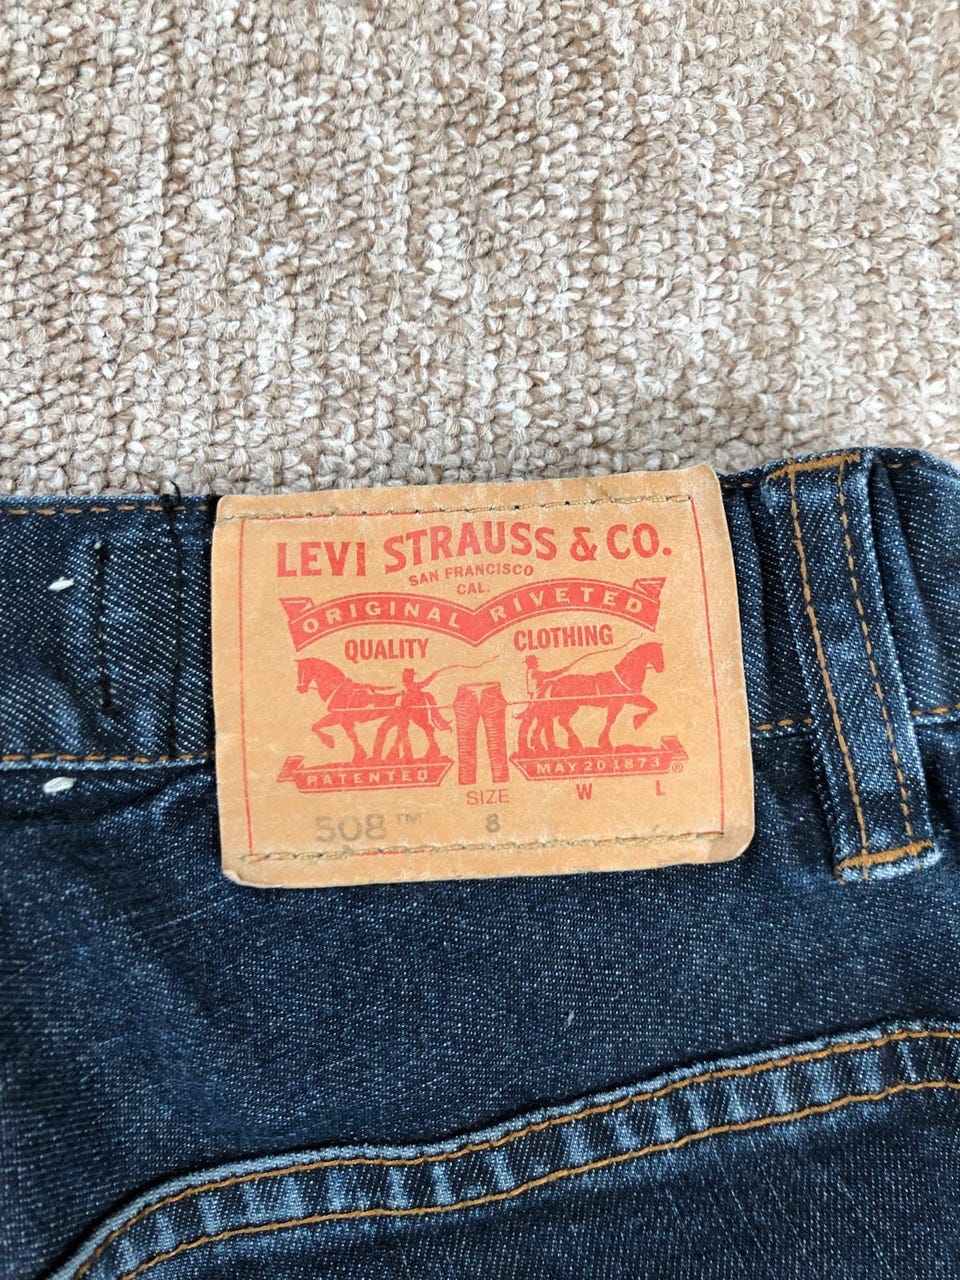 LEVI STRAUSS & CO.
SAN FRANCISCO
CAL.
ORIGINAL RIVETED
QUALITY CLOTHING
PATENTED MAY 20 1873 ®
SIZE W L
508™ 8